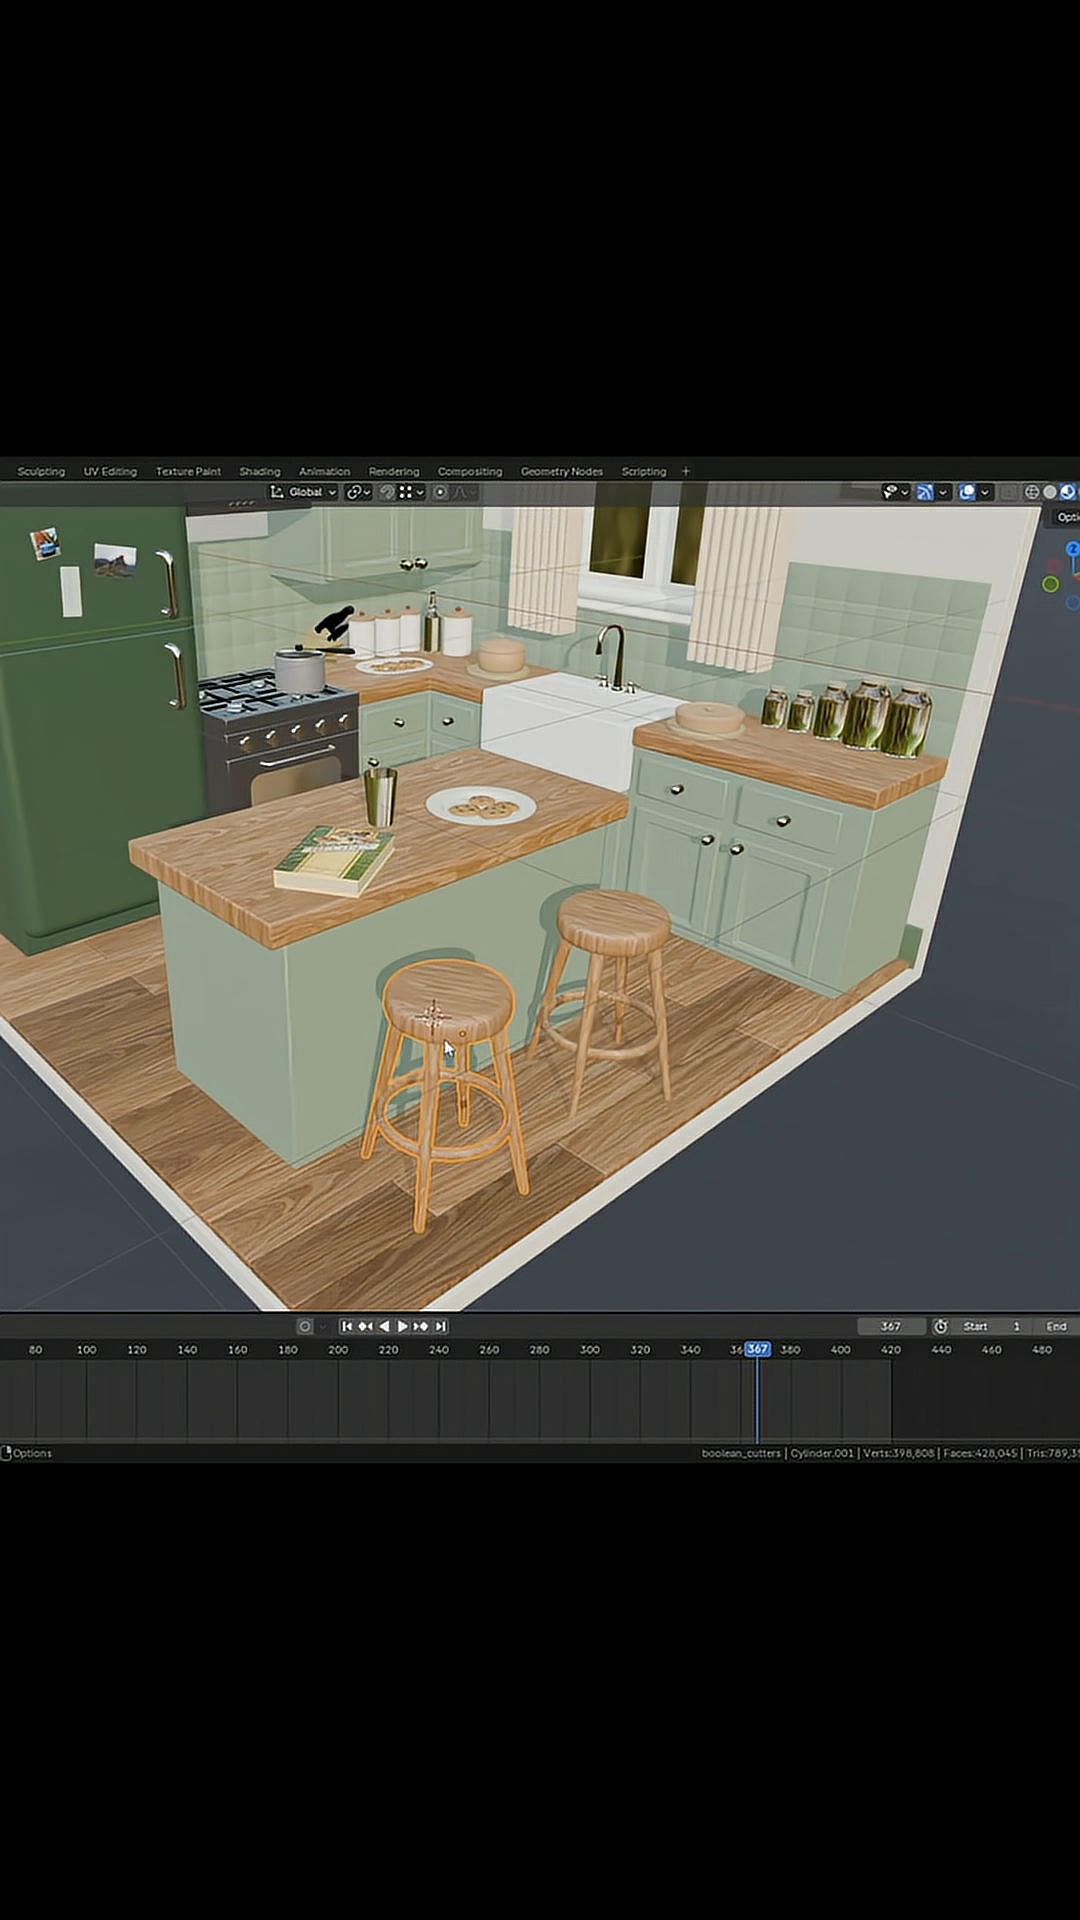 Sculpting UV Editing Texture Paint Shading Animation Rendering Compositing Geometry Nodes Scripting +
Global
Opti
Z
367 Start 1 End
80 100 120 140 160 180 200 220 240 260 280 300 320 340 36 367 380 400 420 440 460 480
Options
boolean_cutters | Cylinder.001 | Verts:398,808 | Faces:428,045 | Tris:789,3